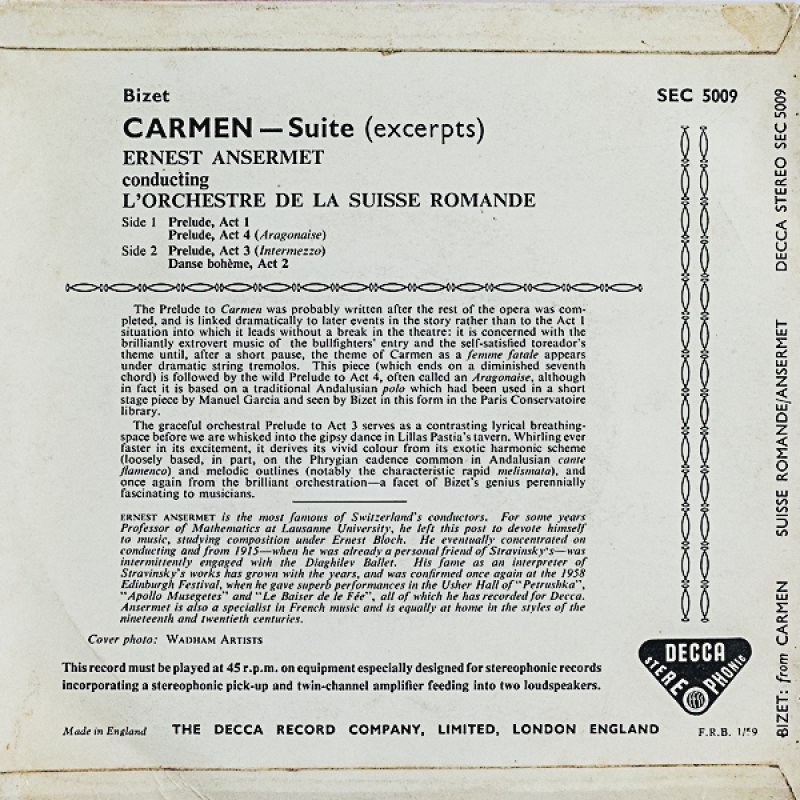 Bizet
SEC 5009
CARMEN — Suite (excerpts)
ERNEST ANSERMET
conducting
L'ORCHESTRE DE LA SUISSE ROMANDE
Side 1 Prelude, Act 1
Prelude, Act 4 (Aragonaise)
Side 2 Prelude, Act 3 (Intermezzo)
Danse bohème, Act 2
The Prelude to Carmen was probably written after the rest of the opera was com-
pleted, and is linked dramatically to later events in the story rather than to the Act 1
situation into which it leads without a break in the theatre: it is concerned with the
brilliantly extrovert music of the bullfighters' entry and the self-satisfied toreador's
theme until, after a short pause, the theme of Carmen as a femme fatale appears
under dramatic string tremolos. This piece (which ends on a diminished seventh
chord) is followed by the wild Prelude to Act 4, often called an Aragonaise, although
in fact it is based on a traditional Andalusian polo which had been used in a short
stage piece by Manuel Garcia and seen by Bizet in this form in the Paris Conservatoire
library.
The graceful orchestral Prelude to Act 3 serves as a contrasting lyrical breathing-
space before we are whisked into the gipsy dance in Lillas Pastia's tavern. Whirling ever
faster in its excitement, it derives its vivid colour from its exotic harmonic scheme
(loosely based, in part, on the Phrygian cadence common in Andalusian cante
flamenco) and melodic outlines (notably the characteristic rapid melismata), and
once again from the brilliant orchestration—a facet of Bizet's genius perennially
fascinating to musicians.
ERNEST ANSERMET is the most famous of Switzerland's conductors. For some years
Professor of Mathematics at Lausanne University, he left this post to devote himself
to music, studying composition under Ernest Bloch. He eventually concentrated on
conducting and from 1915—when he was already a personal friend of Stravinsky's—was
intermittently engaged with the Diaghilev Ballet. His fame as an interpreter of
Stravinsky's works has grown with the years, and was confirmed once again at the 1958
Edinburgh Festival, when he gave superb performances in the Usher Hall of "Petrushka",
"Apollo Musegetes" and "Le Baiser de le Fée", all of which he has recorded for Decca.
Ansermet is also a specialist in French music and is equally at home in the styles of the
nineteenth and twentieth centuries.
Cover photo: WADHAM ARTISTS
This record must be played at 45 r.p.m. on equipment especially designed for stereophonic records
incorporating a stereophonic pick-up and twin-channel amplifier feeding into two loudspeakers.
DECCA
STEREOPHONIC
Made in England THE DECCA RECORD COMPANY, LIMITED, LONDON ENGLAND F.R.B. 1/59
BIZET: from CARMEN SUISSE ROMANDE/ANSERMET DECCA STEREO SEC 5009